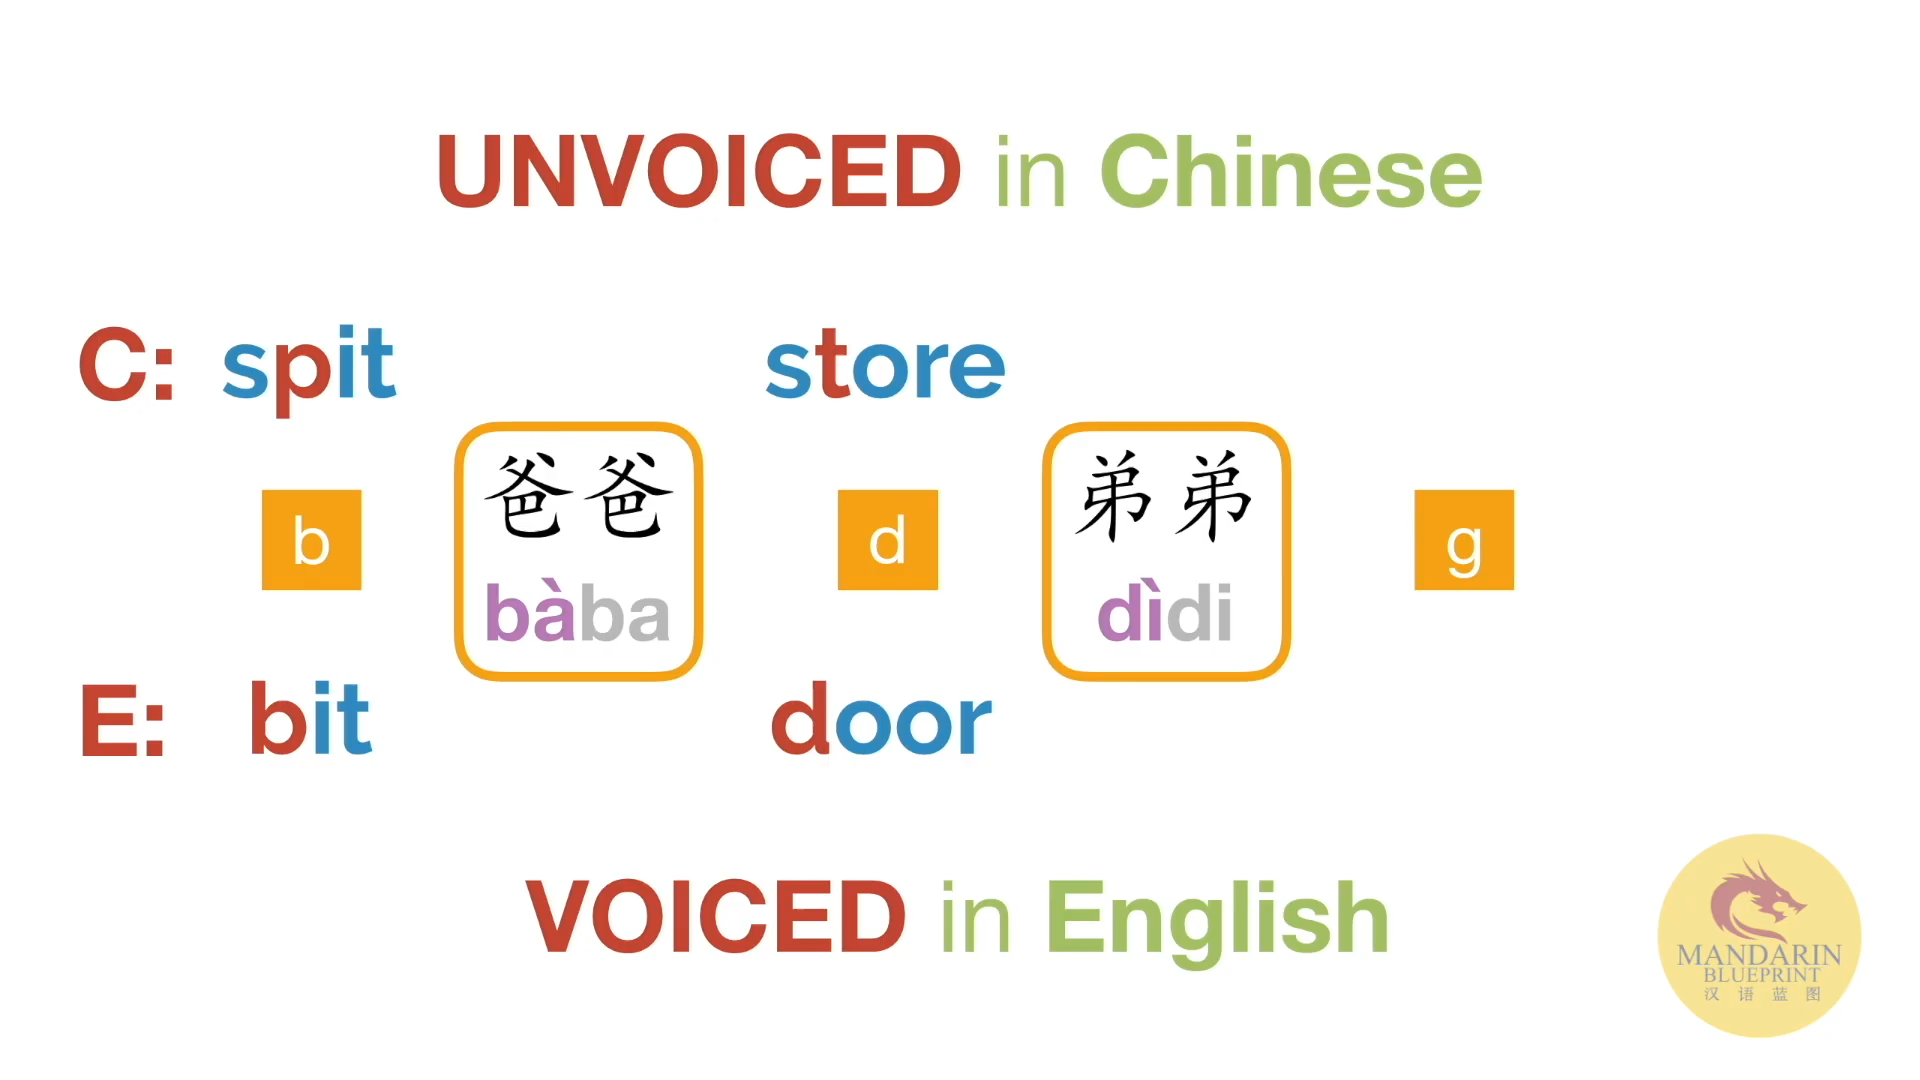 UNVOICED in Chinese
C: spit store
爸爸 弟弟
b d g
bàba dìdi
E: bit door
VOICED in English
MANDARIN
BLUEPRINT
汉语蓝图